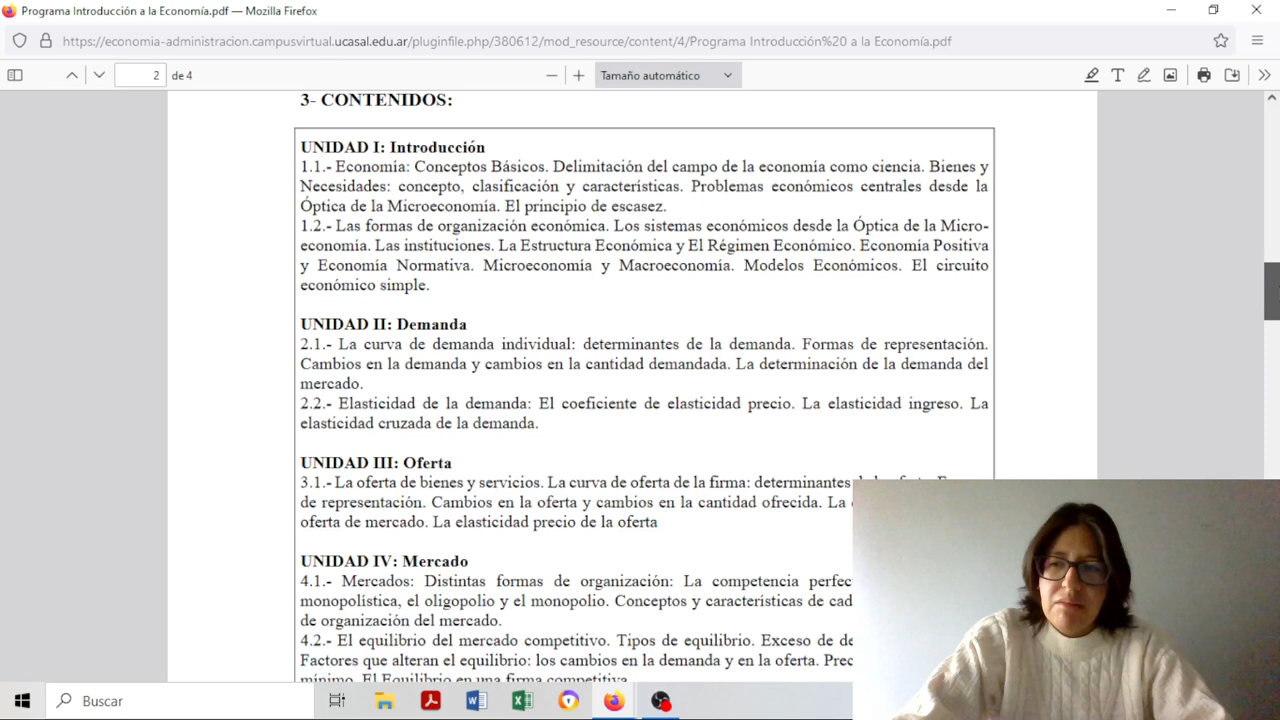 Programa Introducción a la Economía.pdf — Mozilla Firefox
https://economia-administracion.campusvirtual.ucasal.edu.ar/pluginfile.php/380612/mod_resource/content/4/Programa Introducción%20 a la Economía.pdf
2 de 4
Tamaño automático
3- CONTENIDOS:
UNIDAD I: Introducción
1.1.- Economía: Conceptos Básicos. Delimitación del campo de la economía como ciencia. Bienes y
Necesidades: concepto, clasificación y características. Problemas económicos centrales desde la
Óptica de la Microeconomía. El principio de escasez.
1.2.- Las formas de organización económica. Los sistemas económicos desde la Óptica de la Micro-
economía. Las instituciones. La Estructura Económica y El Régimen Económico. Economía Positiva
y Economía Normativa. Microeconomía y Macroeconomía. Modelos Económicos. El circuito
económico simple.
UNIDAD II: Demanda
2.1.- La curva de demanda individual: determinantes de la demanda. Formas de representación.
Cambios en la demanda y cambios en la cantidad demandada. La determinación de la demanda del
mercado.
2.2.- Elasticidad de la demanda: El coeficiente de elasticidad precio. La elasticidad ingreso. La
elasticidad cruzada de la demanda.
UNIDAD III: Oferta
3.1.- La oferta de bienes y servicios. La curva de oferta de la firma: determinantes
de representación. Cambios en la oferta y cambios en la cantidad ofrecida. La
oferta de mercado. La elasticidad precio de la oferta
UNIDAD IV: Mercado
4.1.- Mercados: Distintas formas de organización: La competencia
monopolística, el oligopolio y el monopolio. Conceptos y características de
de organización del mercado.
4.2.- El equilibrio del mercado competitivo. Tipos de equilibrio. Exceso de
Factores que alteran el equilibrio: los cambios en la demanda y en la oferta.
mínimo. El Equilibrio en una firma competitiva.
Buscar